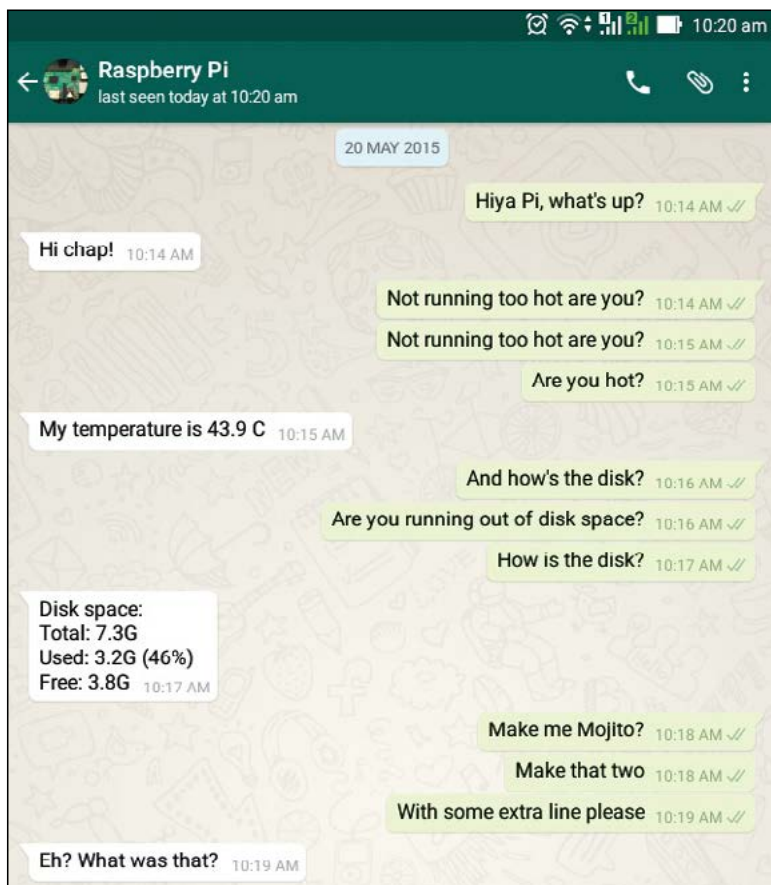 1 2 10:20 am
Raspberry Pi
last seen today at 10:20 am
20 MAY 2015
Hiya Pi, what's up? 10:14 AM
Hi chap! 10:14 AM
Not running too hot are you? 10:14 AM
Not running too hot are you? 10:15 AM
Are you hot? 10:15 AM
My temperature is 43.9 C 10:15 AM
And how's the disk? 10:16 AM
Are you running out of disk space? 10:16 AM
How is the disk? 10:17 AM
Disk space:
Total: 7.3G
Used: 3.2G (46%)
Free: 3.8G 10:17 AM
Make me Mojito? 10:18 AM
Make that two 10:18 AM
With some extra line please 10:19 AM
Eh? What was that? 10:19 AM